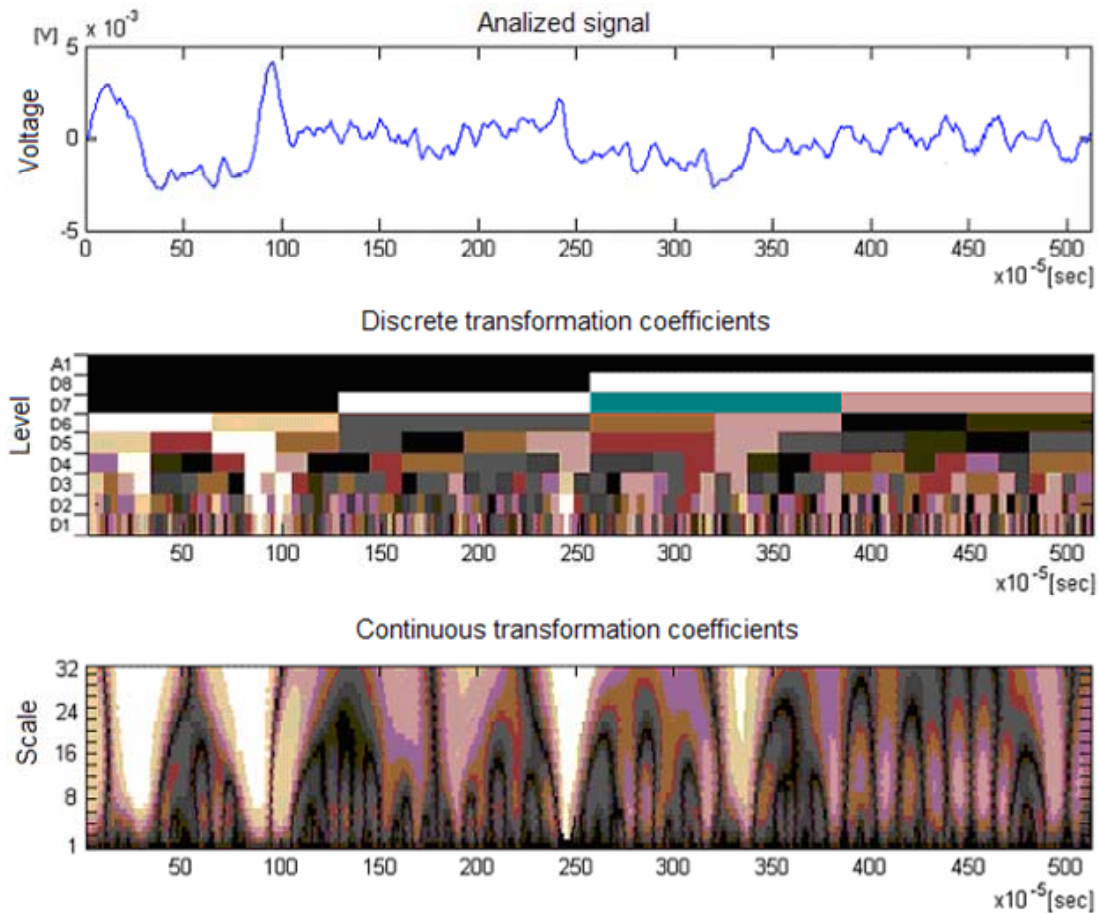 Analized signal
[V] x 10⁻³
5
0
-5
Voltage
0 50 100 150 200 250 300 350 400 450 500
x10⁻⁵[sec]
Discrete transformation coefficients
Level
A1
D8
D7
D6
D5
D4
D3
D2
D1
50 100 150 200 250 300 350 400 450 500
x10⁻⁵[sec]
Continuous transformation coefficients
Scale
32
24
16
8
1
50 100 150 200 250 300 350 400 450 500
x10⁻⁵[sec]